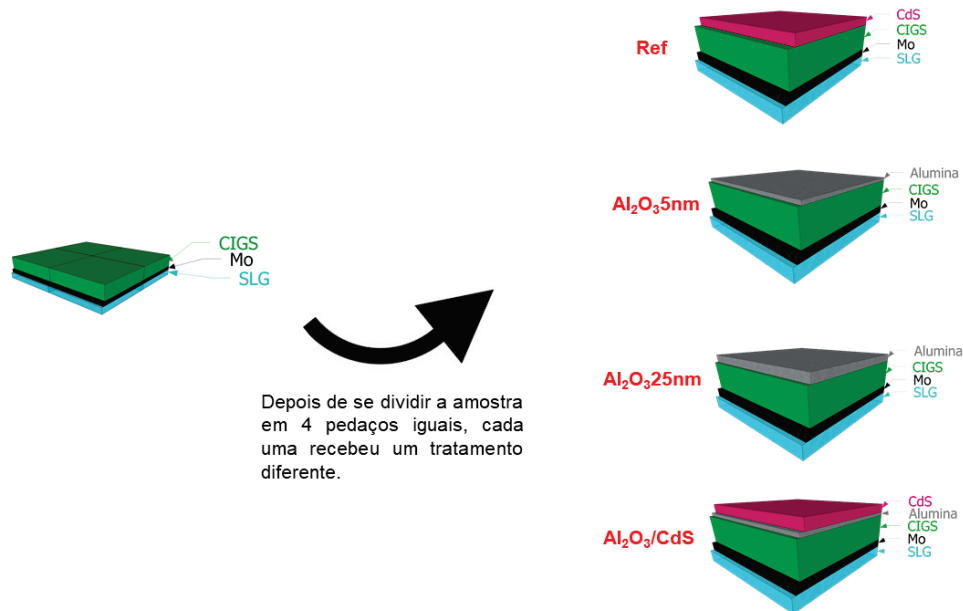 CIGS
Mo
SLG
Depois de se dividir a amostra
em 4 pedaços iguais, cada
uma recebeu um tratamento
diferente.
Ref
CdS
CIGS
Mo
SLG
Al₂O₃5nm
Alumina
CIGS
Mo
SLG
Al₂O₃25nm
Alumina
CIGS
Mo
SLG
Al₂O₃/CdS
CdS
Alumina
CIGS
Mo
SLG